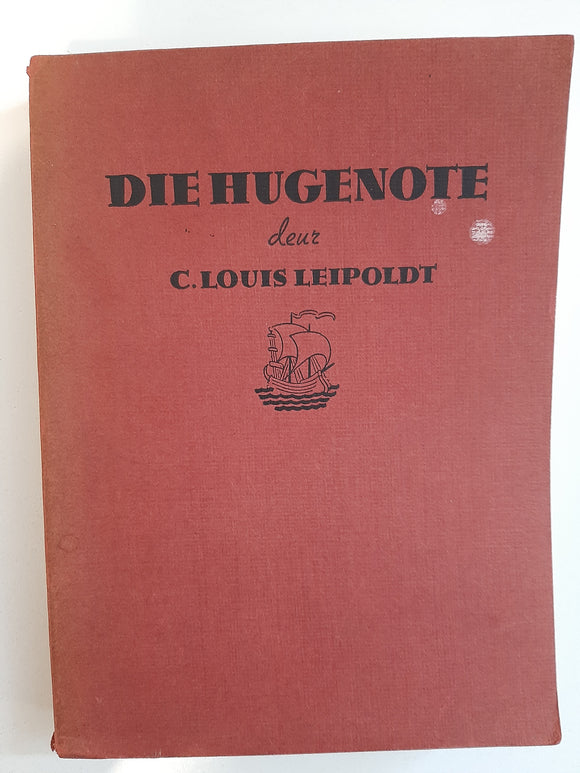 DIE HUGENOTE
deur
C. LOUIS LEIPOLDT